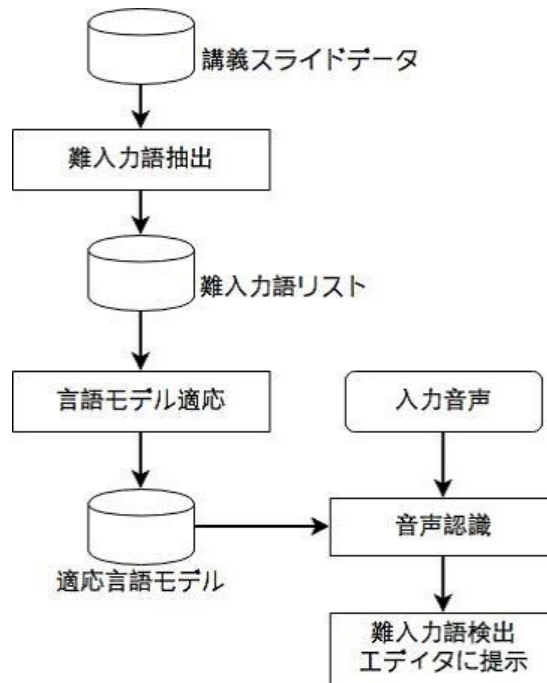 講義スライドデータ
難入力語抽出
難入力語リスト
言語モデル適応
入力音声
適応言語モデル
音声認識
難入力語検出
エディタに提示